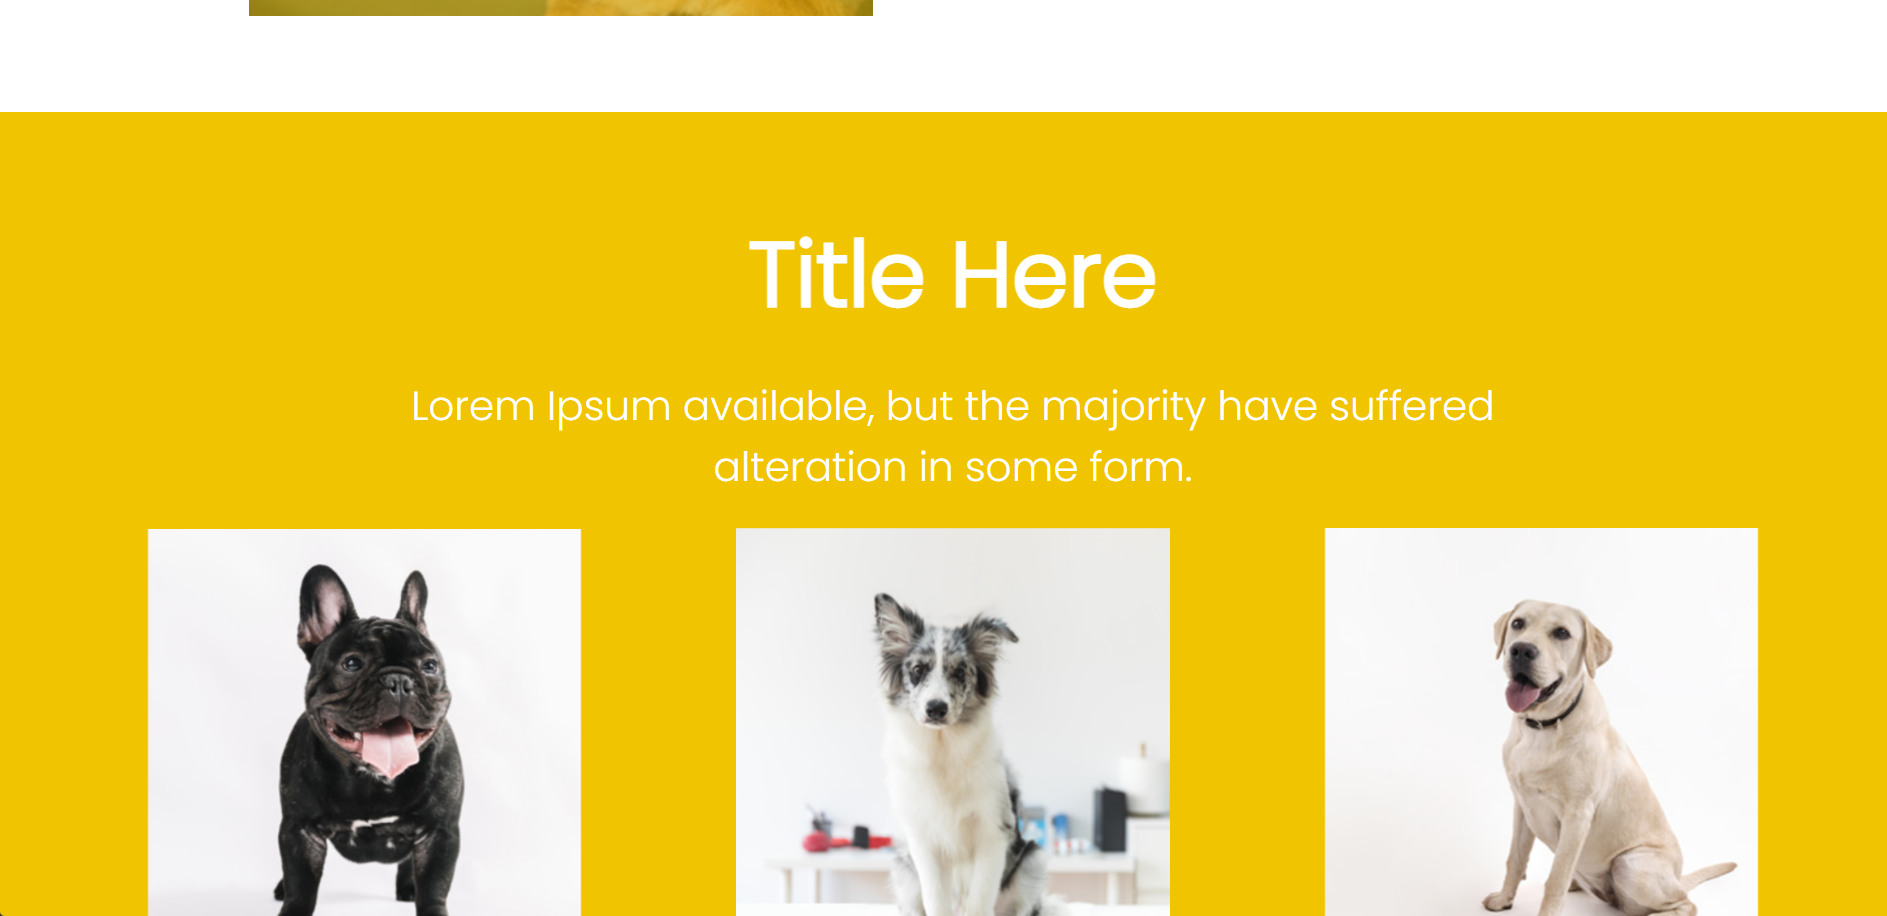 Title Here
Lorem Ipsum available, but the majority have suffered
alteration in some form.